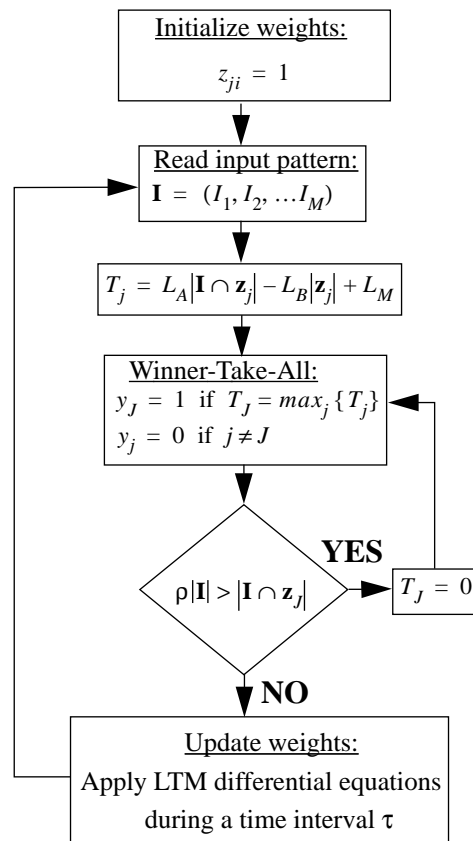 Initialize weights:
z_{ji} = 1
Read input pattern:
I = (I_1, I_2, …I_M)
T_j = L_A|I ∩ z_j| – L_B|z_j| + L_M
Winner-Take-All:
y_J = 1 if T_J = max_j {T_j}
y_j = 0 if j ≠ J
YES
ρ|I| > |I ∩ z_J|
T_J = 0
NO
Update weights:
Apply LTM differential equations
during a time interval τ